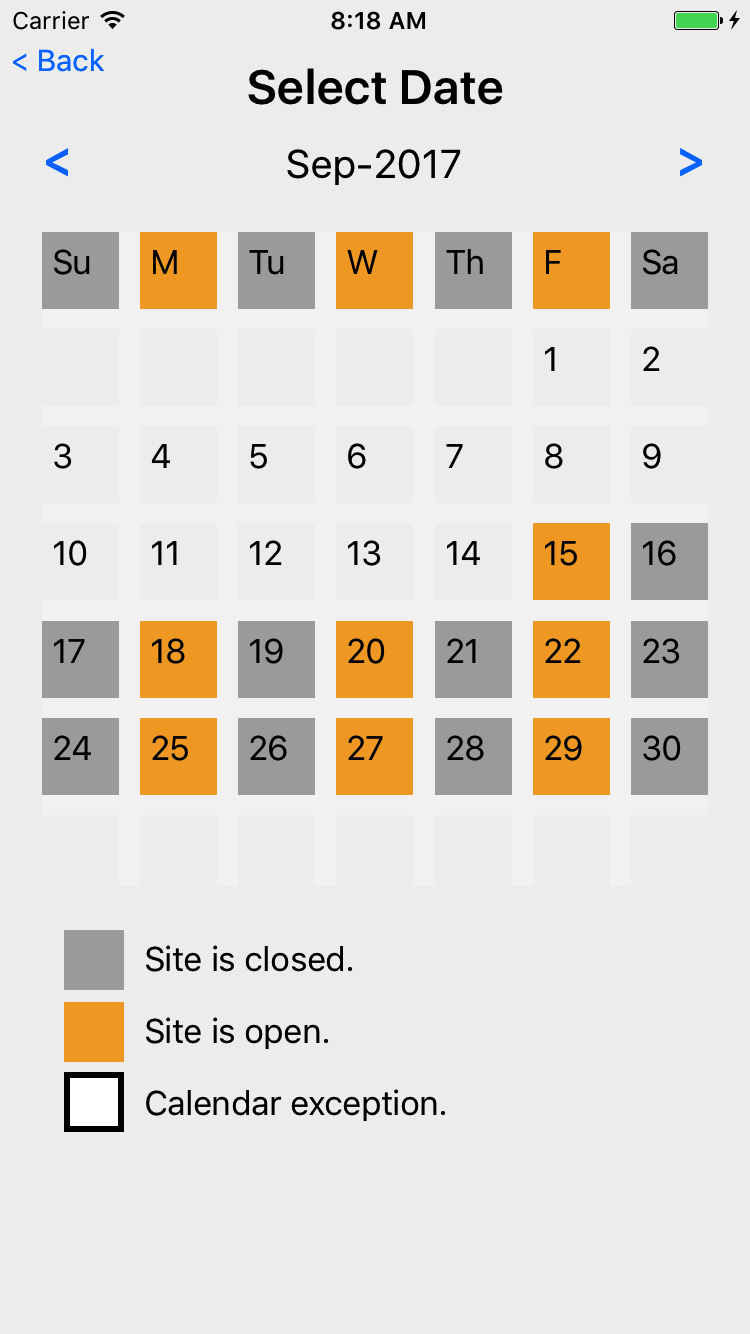 Carrier 8:18 AM
< Back
Select Date
< Sep-2017 >
Su M Tu W Th F Sa
1 2
3 4 5 6 7 8 9
10 11 12 13 14 15 16
17 18 19 20 21 22 23
24 25 26 27 28 29 30
Site is closed.
Site is open.
Calendar exception.